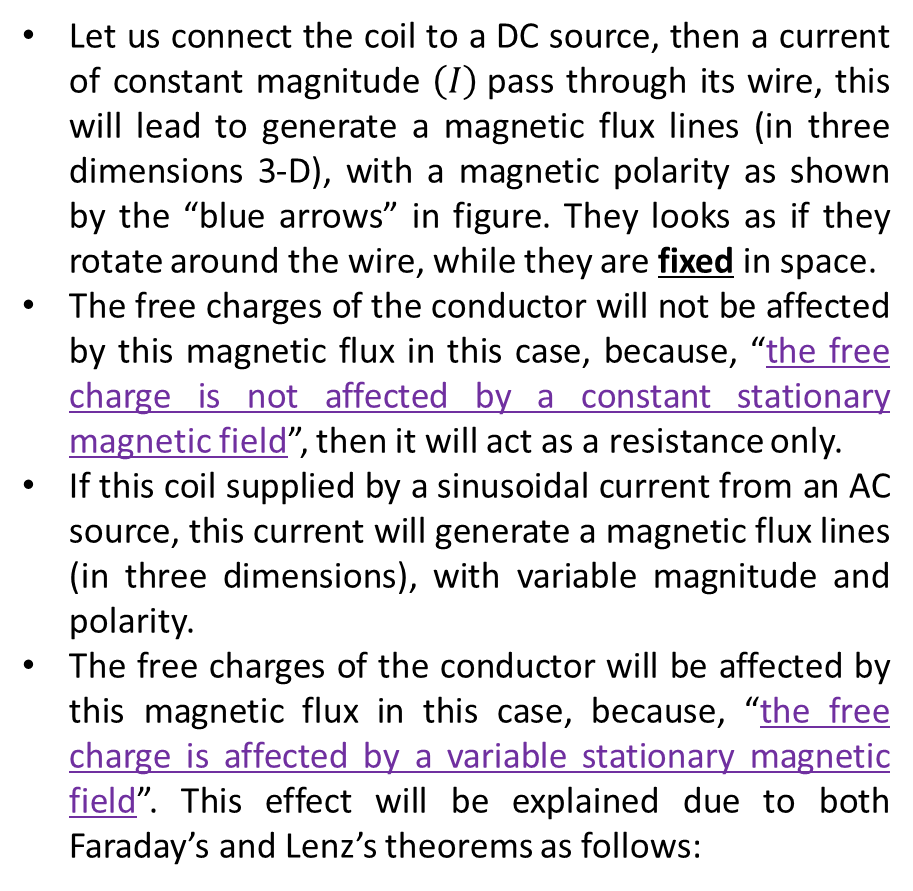 • Let us connect the coil to a DC source, then a current
of constant magnitude (I) pass through its wire, this
will lead to generate a magnetic flux lines (in three
dimensions 3-D), with a magnetic polarity as shown
by the “blue arrows” in figure. They looks as if they
rotate around the wire, while they are fixed in space.
• The free charges of the conductor will not be affected
by this magnetic flux in this case, because, “the free
charge is not affected by a constant stationary
magnetic field”, then it will act as a resistance only.
• If this coil supplied by a sinusoidal current from an AC
source, this current will generate a magnetic flux lines
(in three dimensions), with variable magnitude and
polarity.
• The free charges of the conductor will be affected by
this magnetic flux in this case, because, “the free
charge is affected by a variable stationary magnetic
field”. This effect will be explained due to both
Faraday’s and Lenz’s theorems as follows: